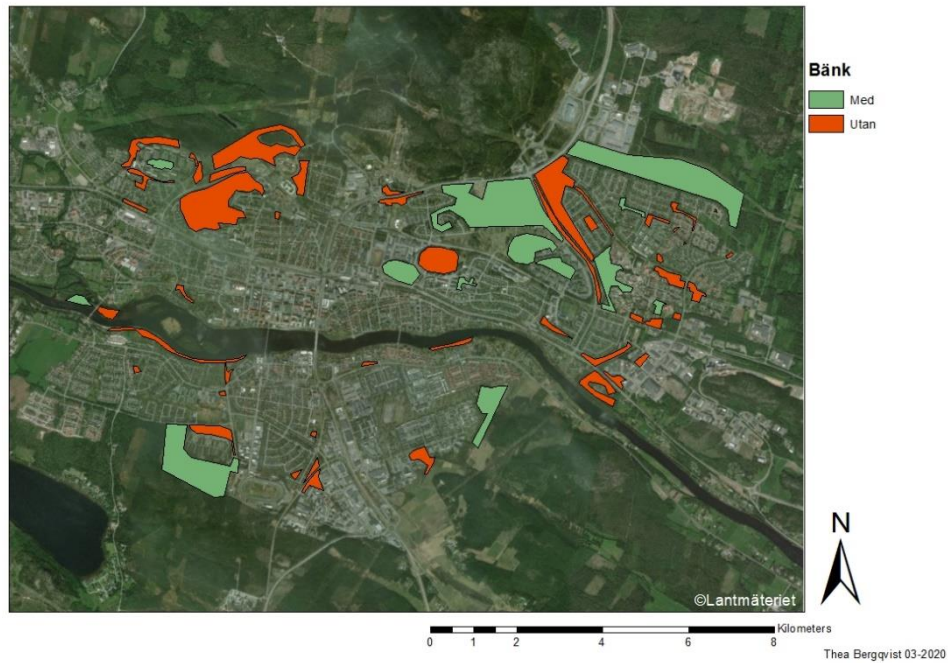 Bänk
Med
Utan
N
©Lantmäteriet
Kilometers
0 1 2 4 6 8
Thea Bergqvist 03-2020